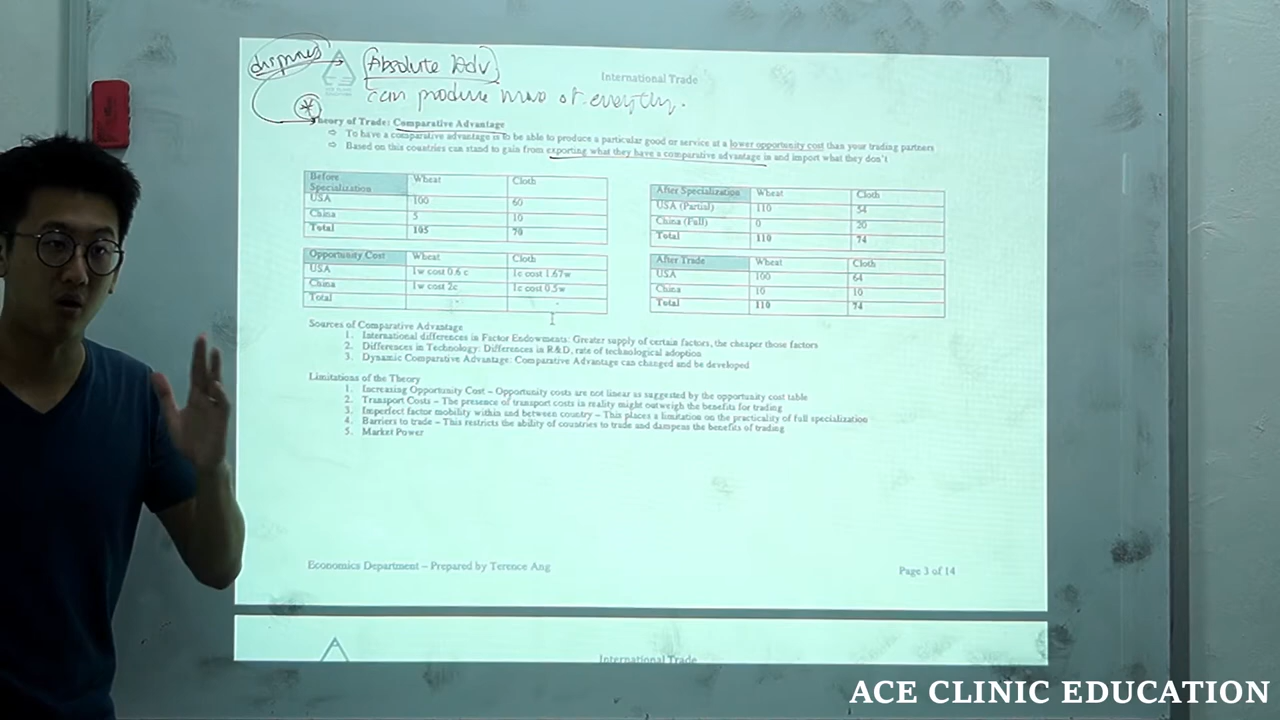 Absolute Adv
can produce more of everything.
International Trade
Theory of Trade: Comparative Advantage
⇨ To have a comparative advantage is to be able to produce a particular good or service at a lower opportunity cost than your trading partners
⇨ Based on this countries can stand to gain from exporting what they have a comparative advantage in and import what they don't
Before Specialization Wheat Cloth
USA 100 60
China 5 10
Total 105 70
After Specialization Wheat Cloth
USA (Partial) 110 54
China (Full) 0 20
Total 110 74
Opportunity Cost Wheat Cloth
USA 1w cost 0.6 c 1c cost 1.67w
China 1w cost 2c 1c cost 0.5w
Total - -
After Trade Wheat Cloth
USA 100 64
China 10 10
Total 110 74
Sources of Comparative Advantage
1. International differences in Factor Endowments: Greater supply of certain factors, the cheaper those factors
2. Differences in Technology: Differences in R&D, rate of technological adoption
3. Dynamic Comparative Advantage: Comparative Advantage can changed and be developed
Limitations of the Theory
1. Increasing Opportunity Cost – Opportunity costs are not linear as suggested by the opportunity cost table
2. Transport Costs – The presence of transport costs in reality might outweigh the benefits for trading
3. Imperfect factor mobility within and between country – This places a limitation on the practicality of full specialization
4. Barriers to trade – This restricts the ability of countries to trade and dampens the benefits of trading
5. Market Power
Economics Department – Prepared by Terence Ang
Page 3 of 14
International Trade
ACE CLINIC EDUCATION